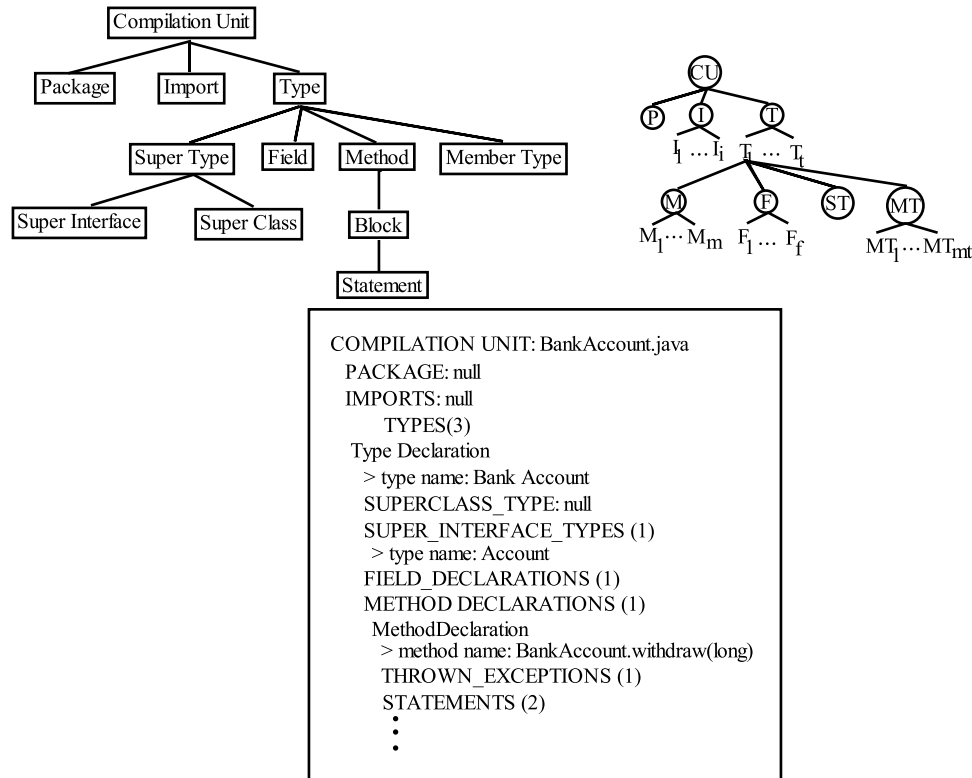 Compilation Unit
Package Import Type
Super Type Field Method Member Type
Super Interface Super Class Block
Statement
CU
P I T
I1 ... Ii T1 ... Tt
M F ST MT
M1 ... Mm F1 ... Ff MT1 ... MTmt
COMPILATION UNIT: BankAccount.java
PACKAGE: null
IMPORTS: null
TYPES(3)
Type Declaration
> type name: Bank Account
SUPERCLASS_TYPE: null
SUPER_INTERFACE_TYPES (1)
> type name: Account
FIELD_DECLARATIONS (1)
METHOD DECLARATIONS (1)
MethodDeclaration
> method name: BankAccount.withdraw(long)
THROWN_EXCEPTIONS (1)
STATEMENTS (2)